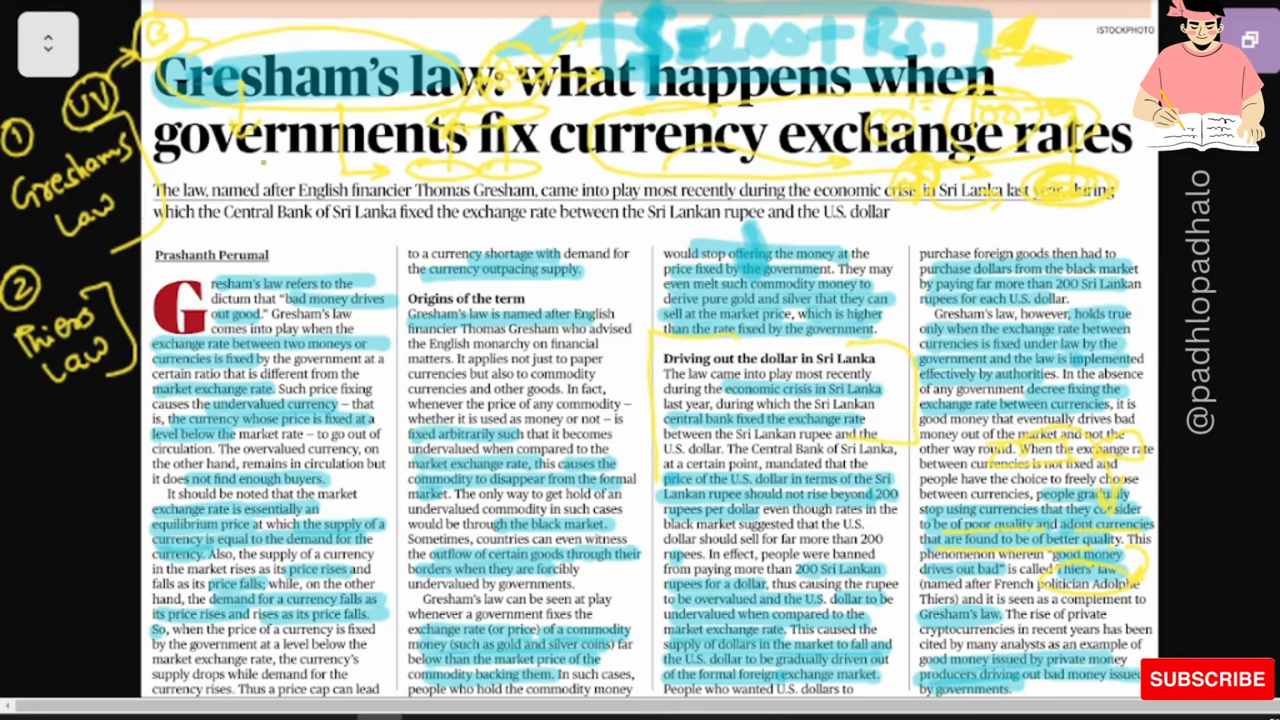 ISTOCKPHOTO
Gresham's law: what happens when
governments fix currency exchange rates
The law, named after English financier Thomas Gresham, came into play most recently during the economic crisis in Sri Lanka last year, during
which the Central Bank of Sri Lanka fixed the exchange rate between the Sri Lankan rupee and the U.S. dollar
Prashanth Perumal
Gresham's law refers to the
dictum that “bad money drives
out good.” Gresham's law
comes into play when the
exchange rate between two moneys or
currencies is fixed by the government at a
certain ratio that is different from the
market exchange rate. Such price fixing
causes the undervalued currency – that
is, the currency whose price is fixed at a
level below the market rate – to go out of
circulation. The overvalued currency, on
the other hand, remains in circulation but
it does not find enough buyers.
It should be noted that the market
exchange rate is essentially an
equilibrium price at which the supply of a
currency is equal to the demand for the
currency. Also, the supply of a currency
in the market rises as its price rises and
falls as its price falls; while, on the other
hand, the demand for a currency falls as
its price rises and rises as its price falls.
So, when the price of a currency is fixed
by the government at a level below the
market exchange rate, the currency's
supply drops while demand for the
currency rises. Thus a price cap can lead
to a currency shortage with demand for
the currency outpacing supply.
Origins of the term
Gresham's law is named after English
financier Thomas Gresham who advised
the English monarchy on financial
matters. It applies not just to paper
currencies but also to commodity
currencies and other goods. In fact,
whenever the price of any commodity –
whether it is used as money or not – is
fixed arbitrarily such that it becomes
undervalued when compared to the
market exchange rate, this causes the
commodity to disappear from the formal
market. The only way to get hold of an
undervalued commodity in such cases
would be through the black market.
Sometimes, countries can even witness
the outflow of certain goods through their
borders when they are forcibly
undervalued by governments.
Gresham's law can be seen at play
whenever a government fixes the
exchange rate (or price) of a commodity
money (such as gold and silver coins) far
below than the market price of the
commodity backing them. In such cases,
people who hold the commodity money
would stop offering the money at the
price fixed by the government. They may
even melt such commodity money to
derive pure gold and silver that they can
sell at the market price, which is higher
than the rate fixed by the government.
Driving out the dollar in Sri Lanka
The law came into play most recently
during the economic crisis in Sri Lanka
last year, during which the Sri Lankan
central bank fixed the exchange rate
between the Sri Lankan rupee and the
U.S. dollar. The Central Bank of Sri Lanka,
at a certain point, mandated that the
price of the U.S. dollar in terms of the Sri
Lankan rupee should not rise beyond 200
rupees per dollar even though rates in the
black market suggested that the U.S.
dollar should sell for far more than 200
rupees. In effect, people were banned
from paying more than 200 Sri Lankan
rupees for a dollar, thus causing the rupee
to be overvalued and the U.S. dollar to be
undervalued when compared to the
market exchange rate. This caused the
supply of dollars in the market to fall and
the U.S. dollar to be gradually driven out
of the formal foreign exchange market.
People who wanted U.S. dollars to
purchase foreign goods then had to
purchase dollars from the black market
by paying far more than 200 Sri Lankan
rupees for each U.S. dollar.
Gresham's law, however, holds true
only when the exchange rate between
currencies is fixed under law by the
government and the law is implemented
effectively by authorities. In the absence
of any government decree fixing the
exchange rate between currencies, it is
good money that eventually drives bad
money out of the market and not the
other way round. When the exchange rate
between currencies is not fixed and
people have the choice to freely choose
between currencies, people gradually
stop using currencies that they consider
to be of poor quality and adopt currencies
that are found to be of better quality. This
phenomenon wherein “good money
drives out bad” is called Thiers' law
(named after French politician Adolphe
Thiers) and it is seen as a complement to
Gresham's law. The rise of private
cryptocurrencies in recent years has been
cited by many analysts as an example of
good money issued by private money
producers driving out bad money issued
by governments.
UV
1
Greshams
Law
2
Thiers
Law
@padhlopadhalo
SUBSCRIBE